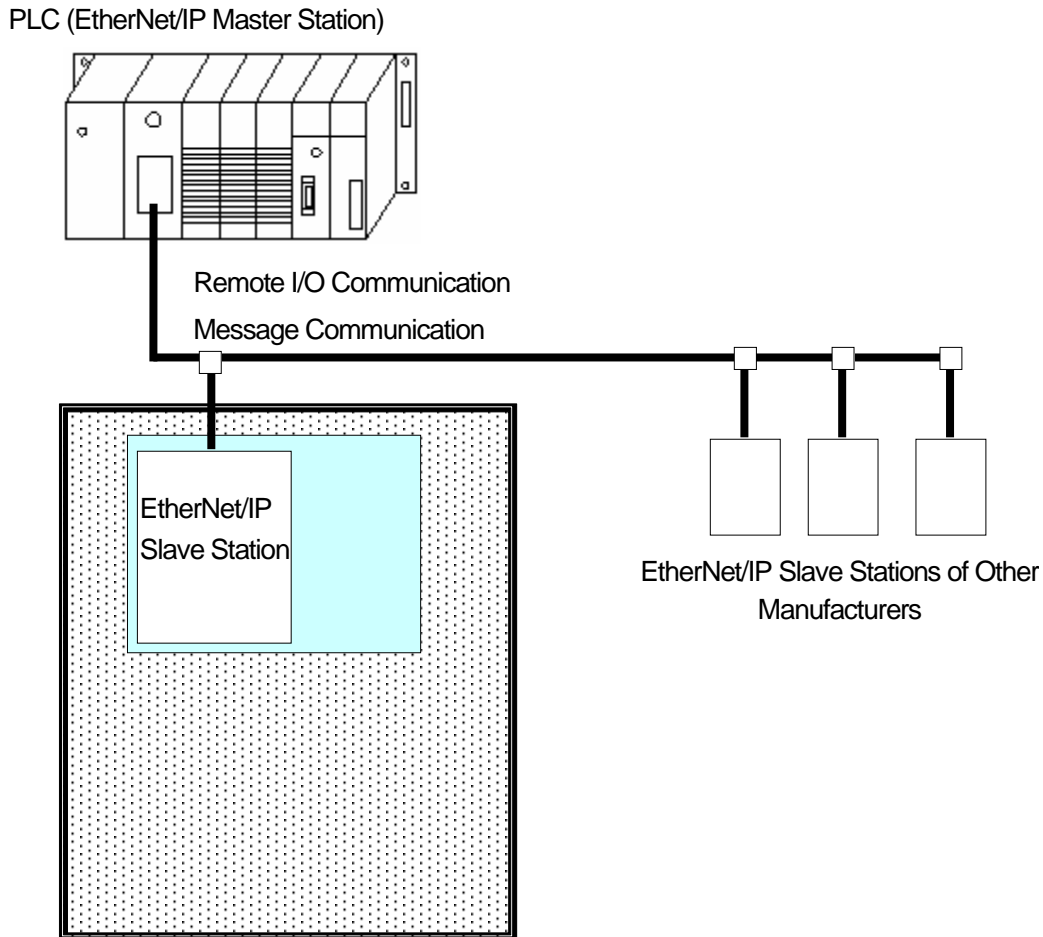 PLC (EtherNet/IP Master Station)
Remote I/O Communication
Message Communication
EtherNet/IP
Slave Station
EtherNet/IP Slave Stations of Other
Manufacturers